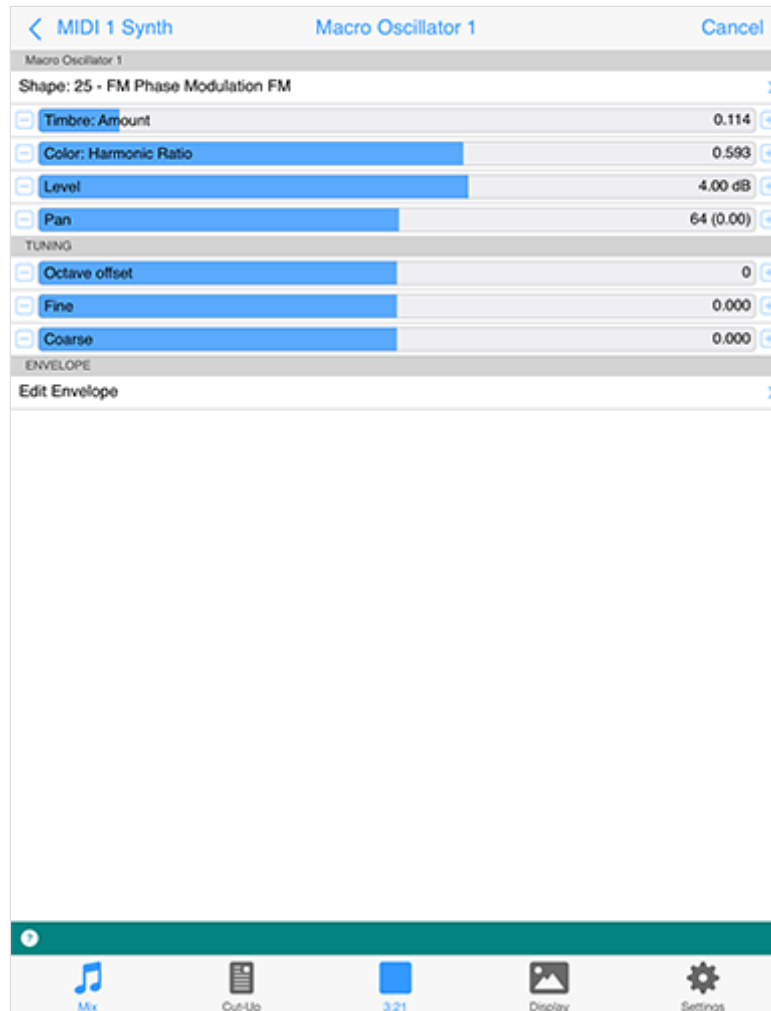 MIDI 1 Synth Macro Oscillator 1 Cancel
Macro Oscillator 1
Shape: 25 - FM Phase Modulation FM
Timbre: Amount 0.114
Color: Harmonic Ratio 0.593
Level 4.00 dB
Pan 64 (0.00)
TUNING
Octave offset 0
Fine 0.000
Coarse 0.000
ENVELOPE
Edit Envelope
?
Mix Cut-Up 3:21 Display Settings